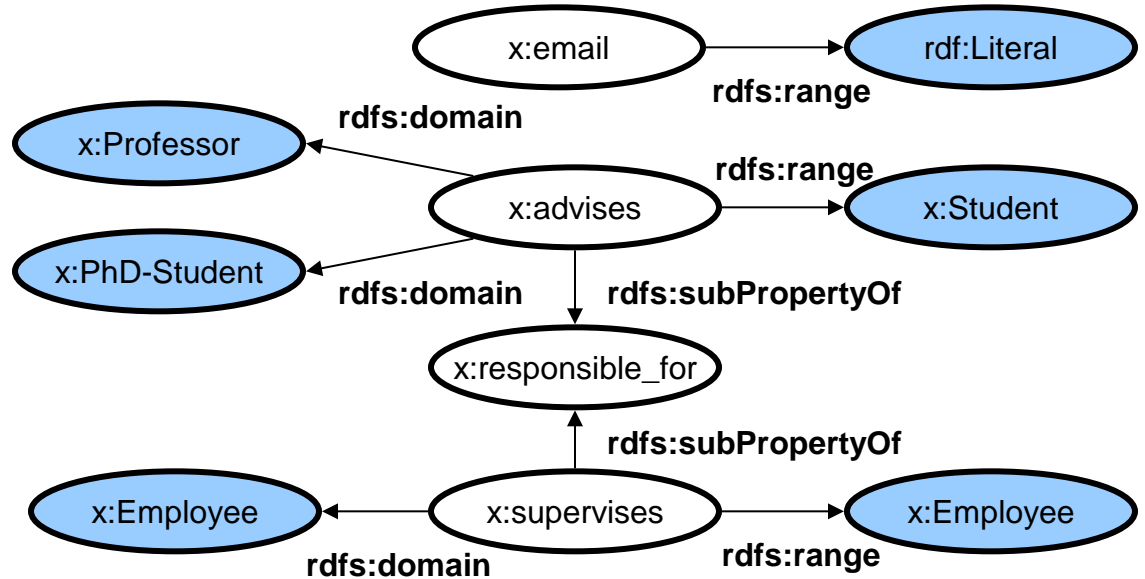 x:email
rdf:Literal
rdfs:range
rdfs:domain
x:Professor
rdfs:range
x:advises
x:Student
x:PhD-Student
rdfs:domain
rdfs:subPropertyOf
x:responsible_for
rdfs:subPropertyOf
x:Employee
x:supervises
x:Employee
rdfs:domain
rdfs:range